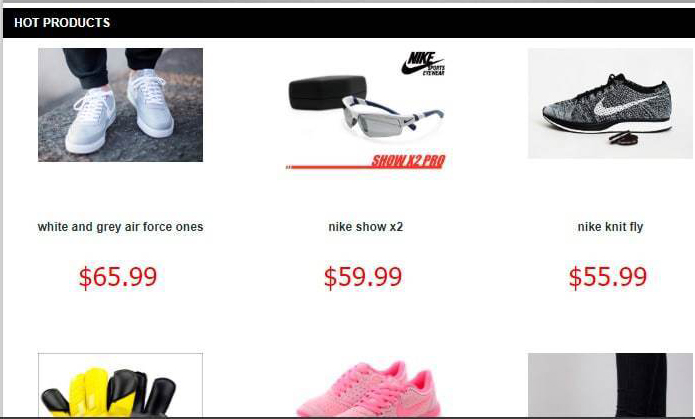 HOT PRODUCTS
NIKE
SPORTS
EYEWEAR
SHOW X2 PRO
white and grey air force ones
nike show x2
nike knit fly
$65.99
$59.99
$55.99